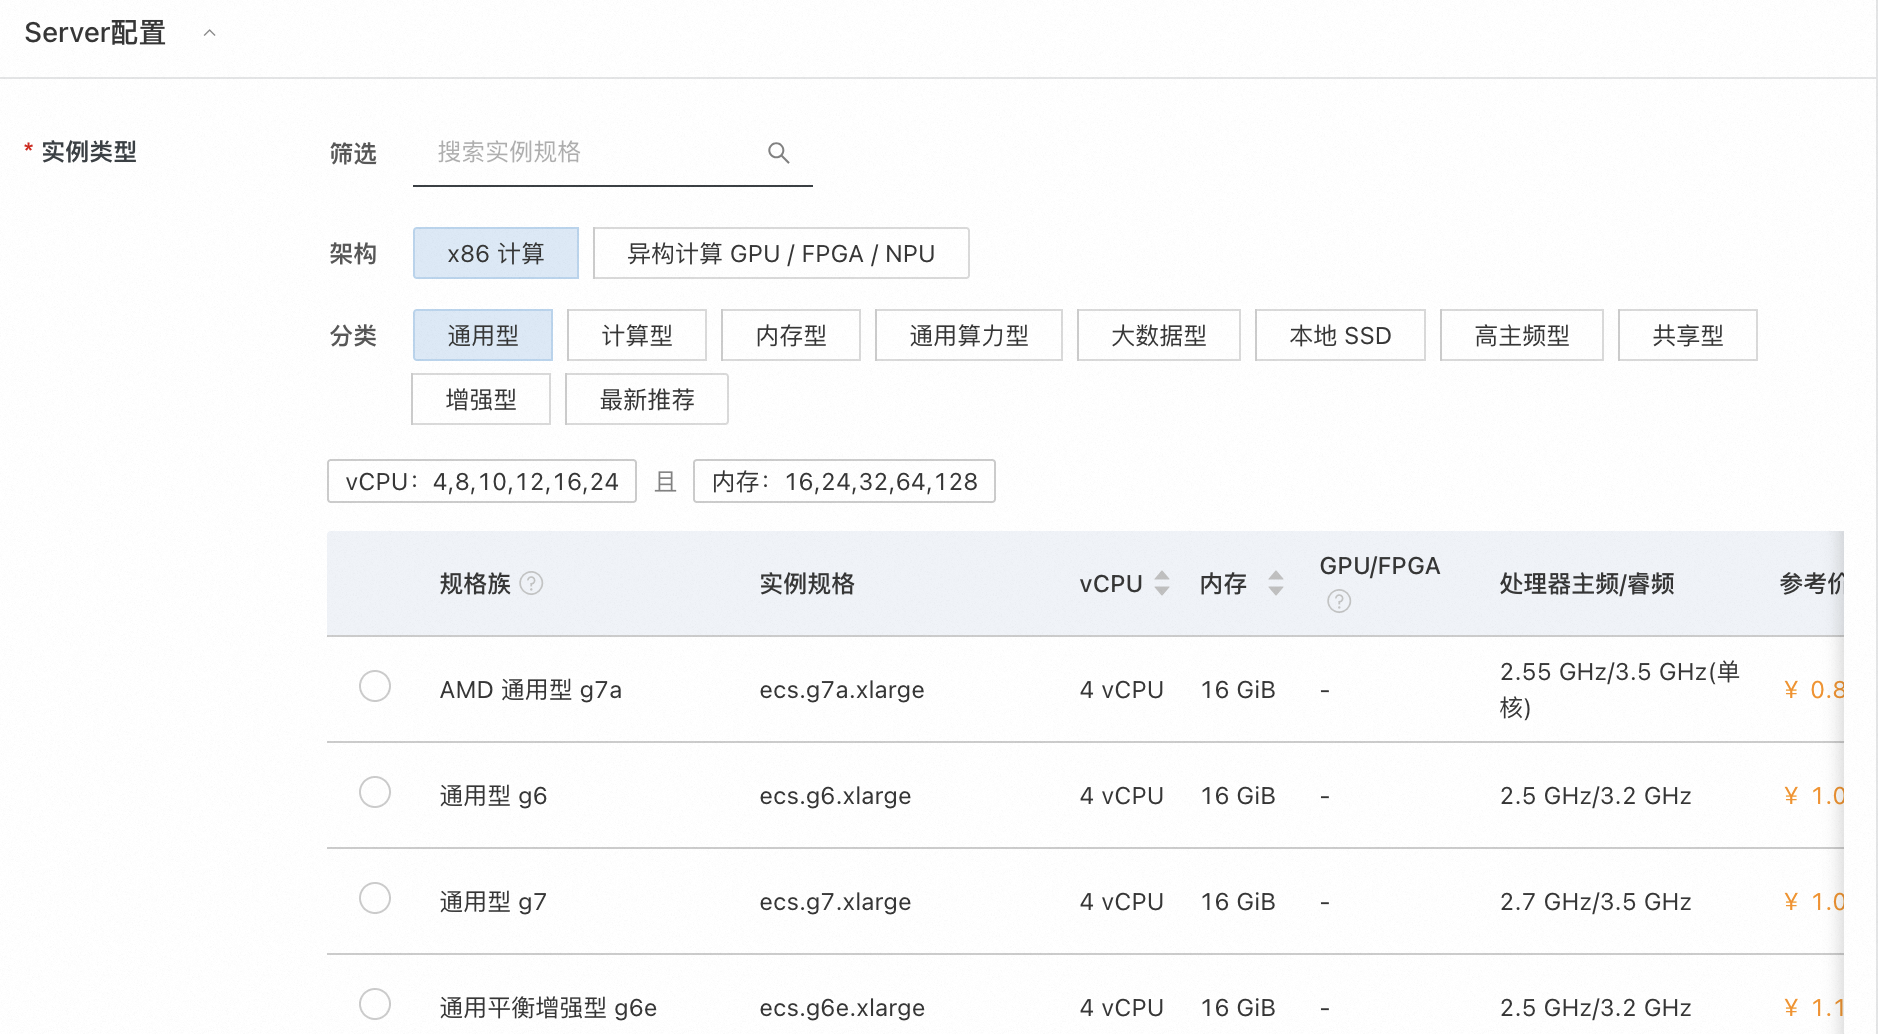 Server配置
* 实例类型
筛选 搜索实例规格
架构 x86 计算 异构计算 GPU / FPGA / NPU
分类 通用型 计算型 内存型 通用算力型 大数据型 本地 SSD 高主频型 共享型
增强型 最新推荐
vCPU：4,8,10,12,16,24 且 内存：16,24,32,64,128
规格族 ? 实例规格 vCPU 内存 GPU/FPGA ? 处理器主频/睿频 参考价
AMD 通用型 g7a ecs.g7a.xlarge 4 vCPU 16 GiB - 2.55 GHz/3.5 GHz(单
核) ¥ 0.8
通用型 g6 ecs.g6.xlarge 4 vCPU 16 GiB - 2.5 GHz/3.2 GHz ¥ 1.0
通用型 g7 ecs.g7.xlarge 4 vCPU 16 GiB - 2.7 GHz/3.5 GHz ¥ 1.0
通用平衡增强型 g6e ecs.g6e.xlarge 4 vCPU 16 GiB - 2.5 GHz/3.2 GHz ¥ 1.1